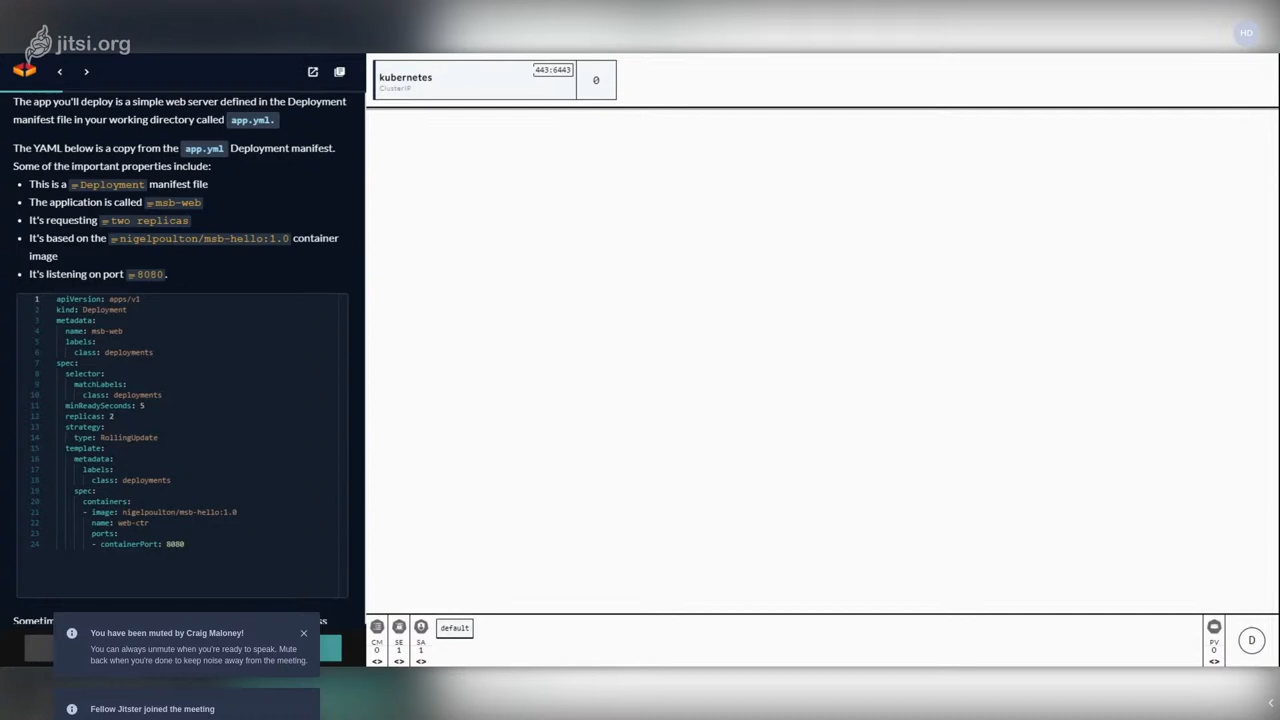 jitsi.org
HD
kubernetes
ClusterIP
443:6443
0
The app you'll deploy is a simple web server defined in the Deployment
manifest file in your working directory called app.yml.
The YAML below is a copy from the app.yml Deployment manifest.
Some of the important properties include:
• This is a Deployment manifest file
• The application is called msb-web
• It's requesting two replicas
• It's based on the nigelpoulton/msb-hello:1.0 container
image
• It's listening on port 8080.
1 apiVersion: apps/v1
2 kind: Deployment
3 metadata:
4 name: msb-web
5 labels:
6 class: deployments
7 spec:
8 selector:
9 matchLabels:
10 class: deployments
11 minReadySeconds: 5
12 replicas: 2
13 strategy:
14 type: RollingUpdate
15 template:
16 metadata:
17 labels:
18 class: deployments
19 spec:
20 containers:
21 - image: nigelpoulton/msb-hello:1.0
22 name: web-ctr
23 ports:
24 - containerPort: 8080
You have been muted by Craig Maloney!
You can always unmute when you're ready to speak. Mute
back when you're done to keep noise away from the meeting.
Fellow Jitster joined the meeting
CM
0
<>
SE
1
<>
SA
1
<>
default
PV
0
<>
D